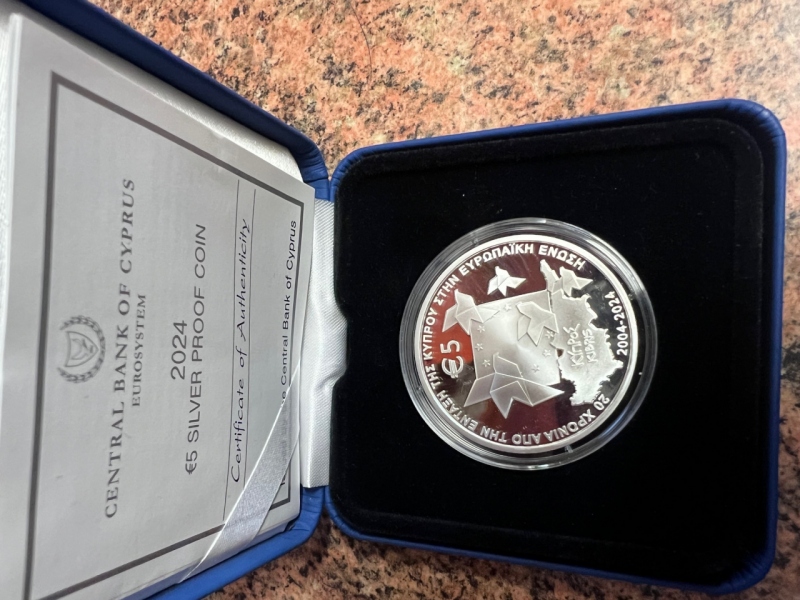 CENTRAL BANK OF CYPRUS
EUROSYSTEM
2024
€5 SILVER PROOF COIN
Certificate of Authenticity
Central Bank of Cyprus
20 ΧΡΟΝΙΑ ΑΠΟ ΤΗΝ ΕΝΤΑΞΗ ΤΗΣ ΚΥΠΡΟΥ ΣΤΗΝ ΕΥΡΩΠΑΪΚΗ ΕΝΩΣΗ
€5
ΚΥΠΡΟΣ
KIBRIS
2004-2024